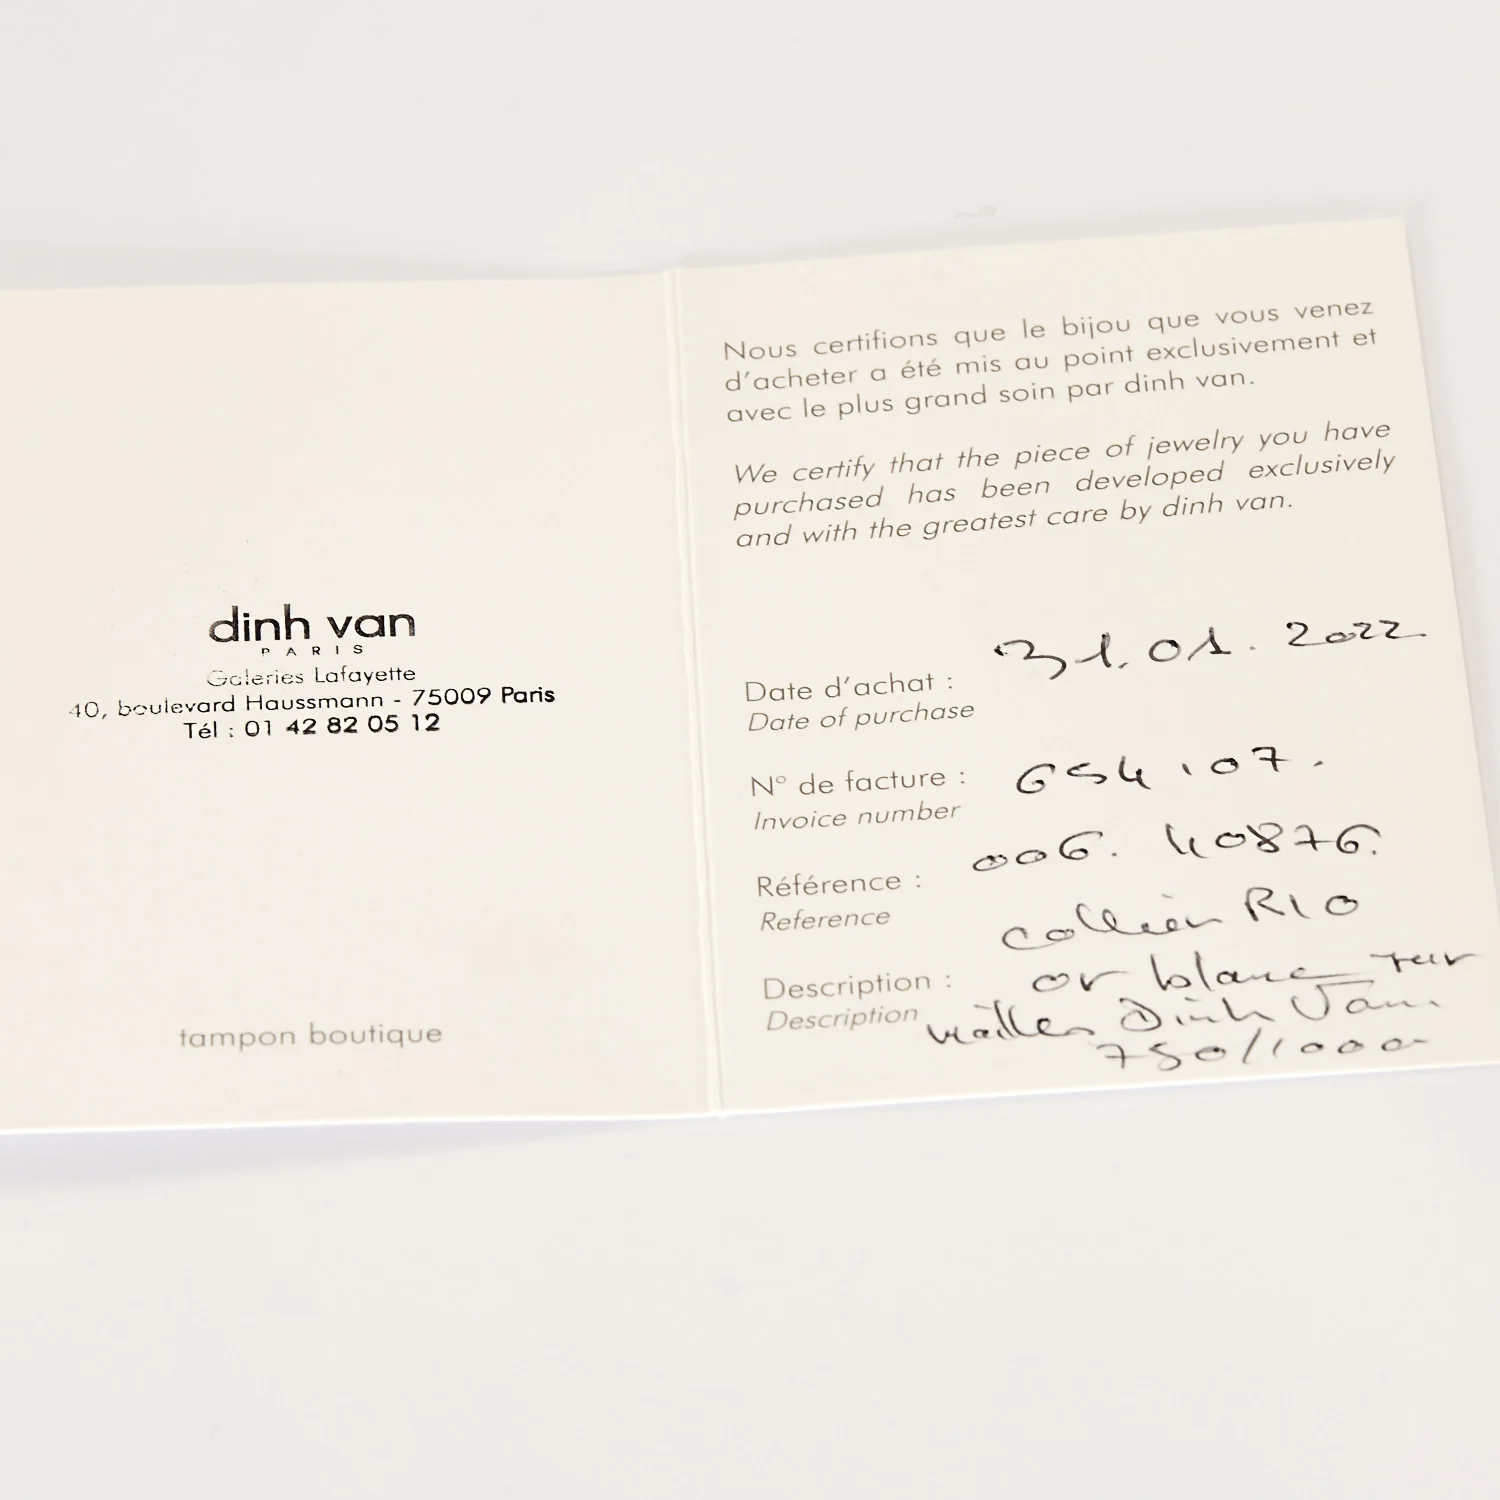 dinh van
PARIS
Galeries Lafayette
40, boulevard Haussmann - 75009 Paris
Tél : 01 42 82 05 12
tampon boutique
Nous certifions que le bijou que vous venez
d'acheter a été mis au point exclusivement et
avec le plus grand soin par dinh van.
We certify that the piece of jewelry you have
purchased has been developed exclusively
and with the greatest care by dinh van.
Date d'achat : 31.01.2022
Date of purchase
N° de facture : 654.107.
Invoice number
006.40876.
Référence :
Reference
collier RIO
Description : or blanc sur
Description mailles Dinh Van.
750/1000